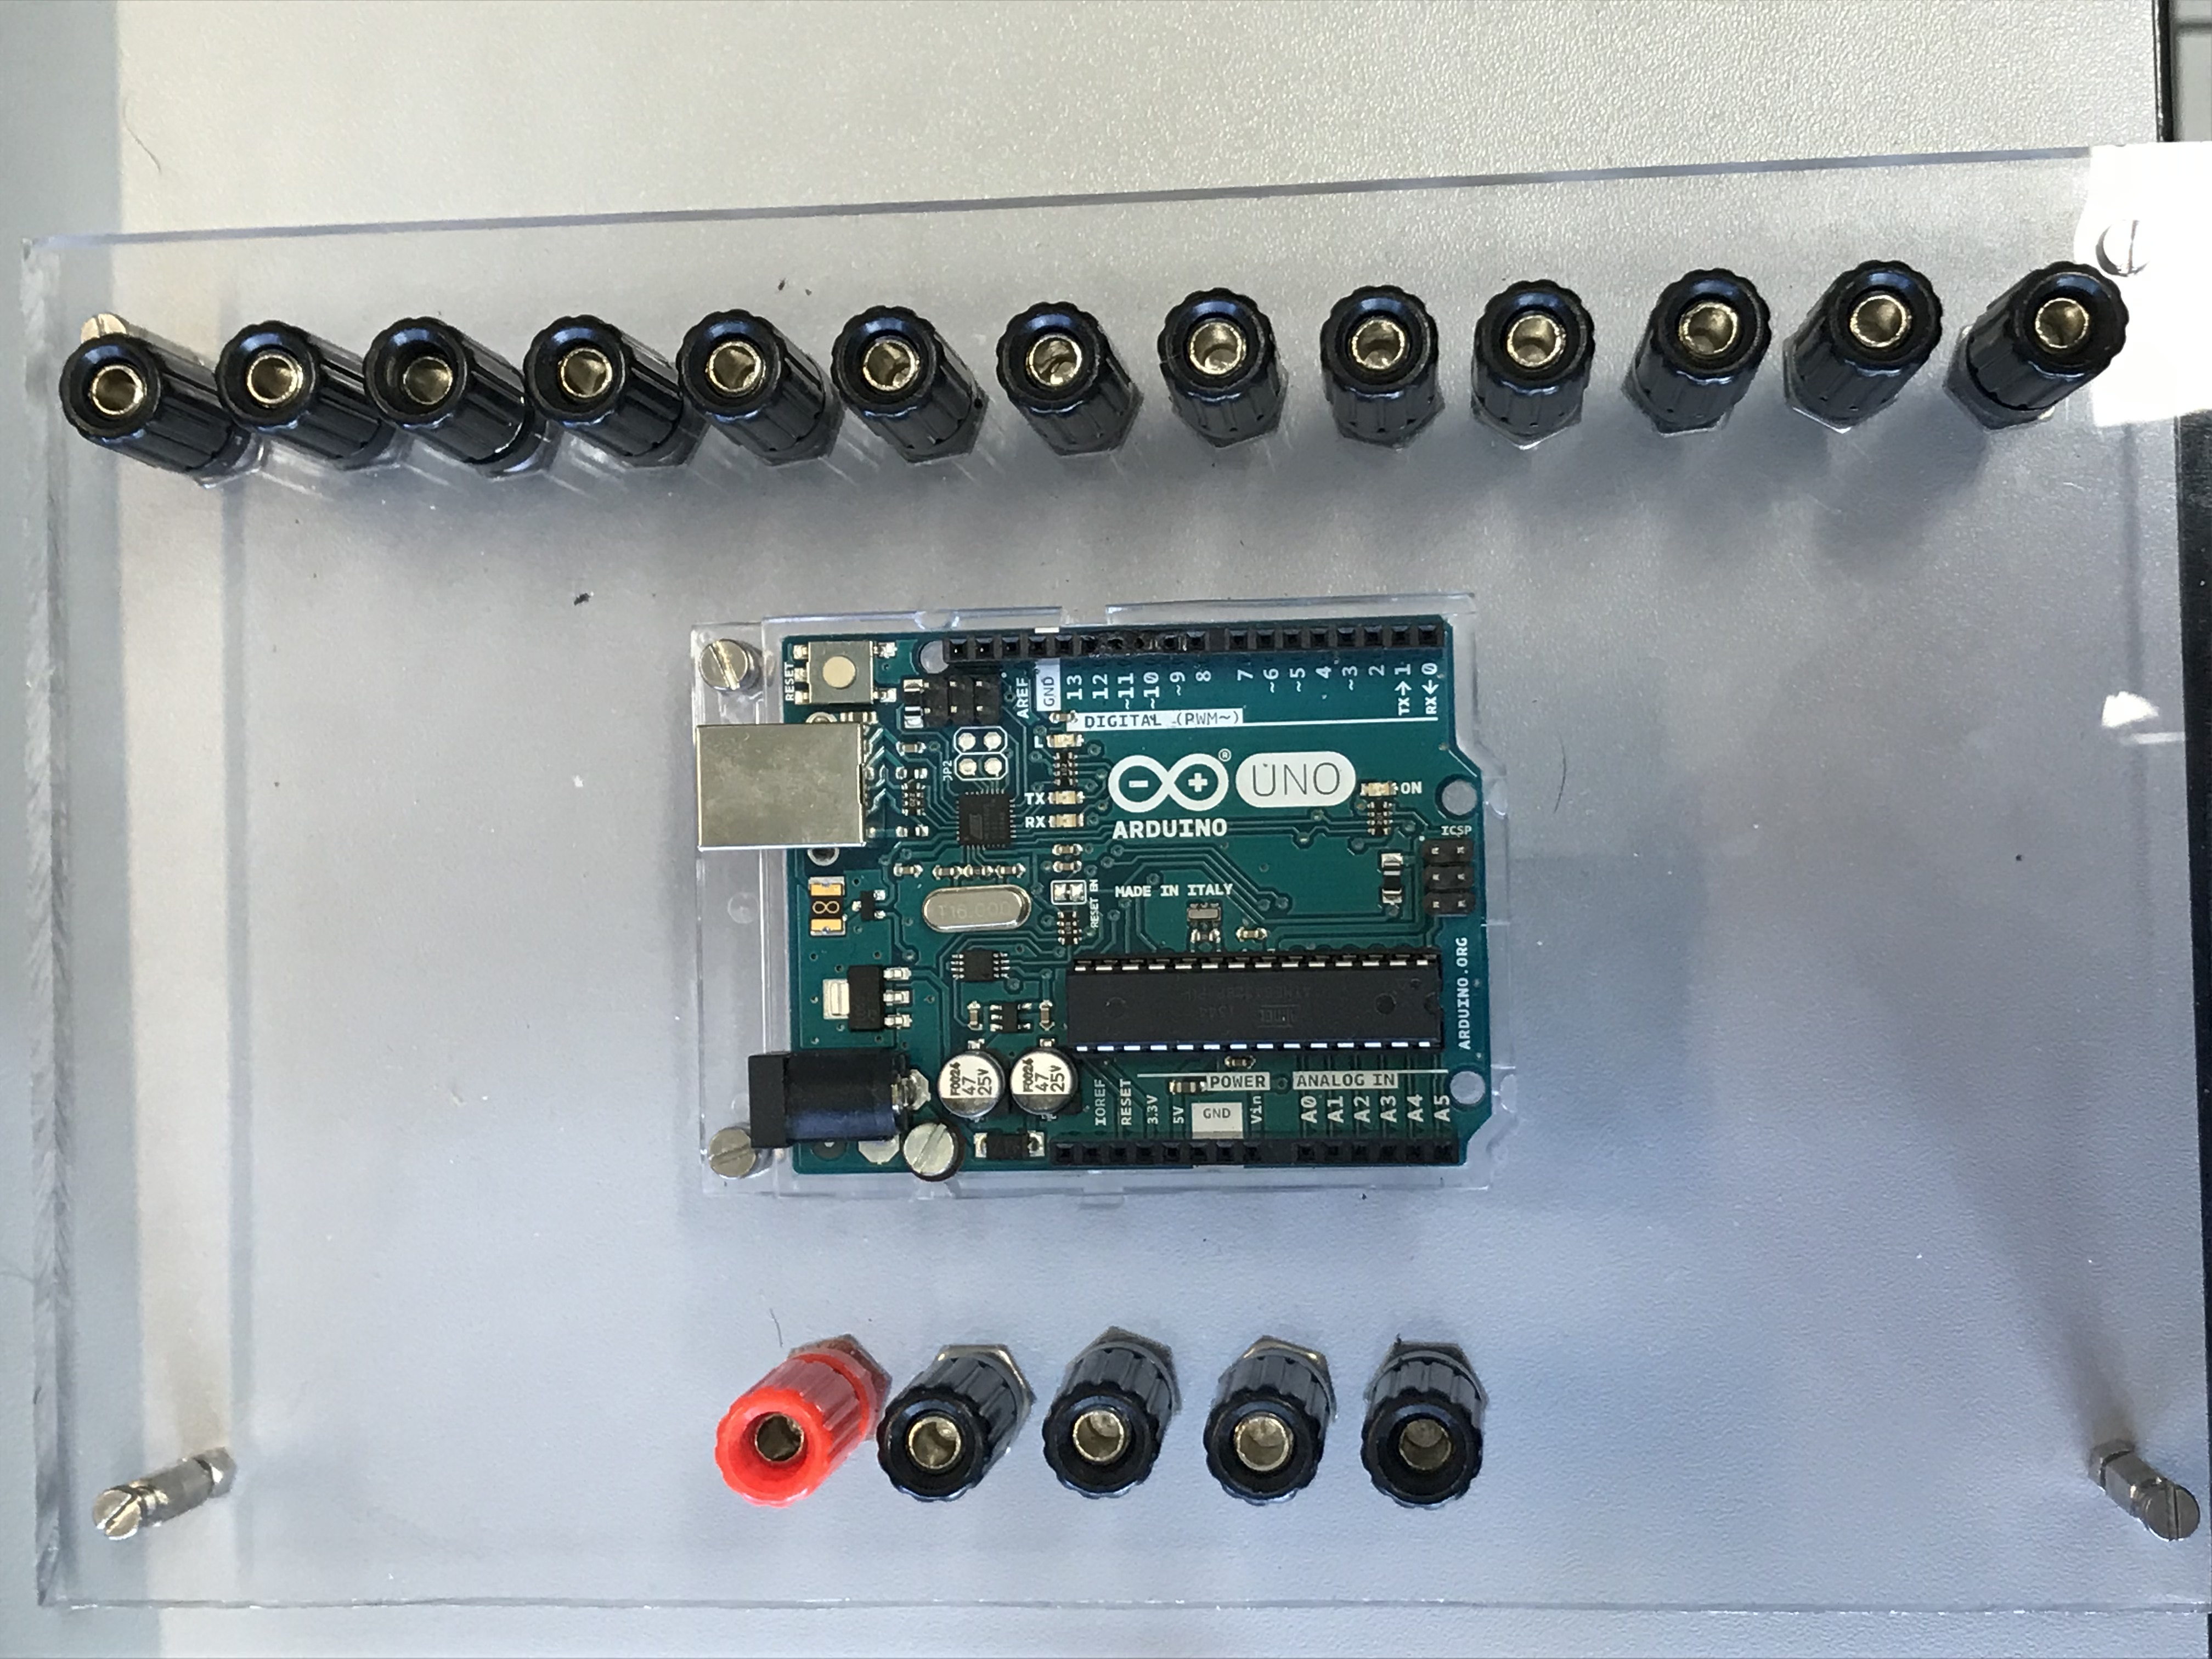 RESET
8
F0024
47
25V
F0024
47
25V
JP2
AREF
GND
13
12
~11
~10
~9
8
7
~6
~5
4
~3
2
TX→1
RX←0
DIGITAL (PWM~)
RX
TX
L
RESET EN
IOREF
RESET
3.3V
5V
GND
Vin
POWER
A0
A1
A2
A3
A4
A5
ANALOG IN
MADE IN ITALY
ARDUINO
UNO
ON
ICSP
ARDUINO.ORG